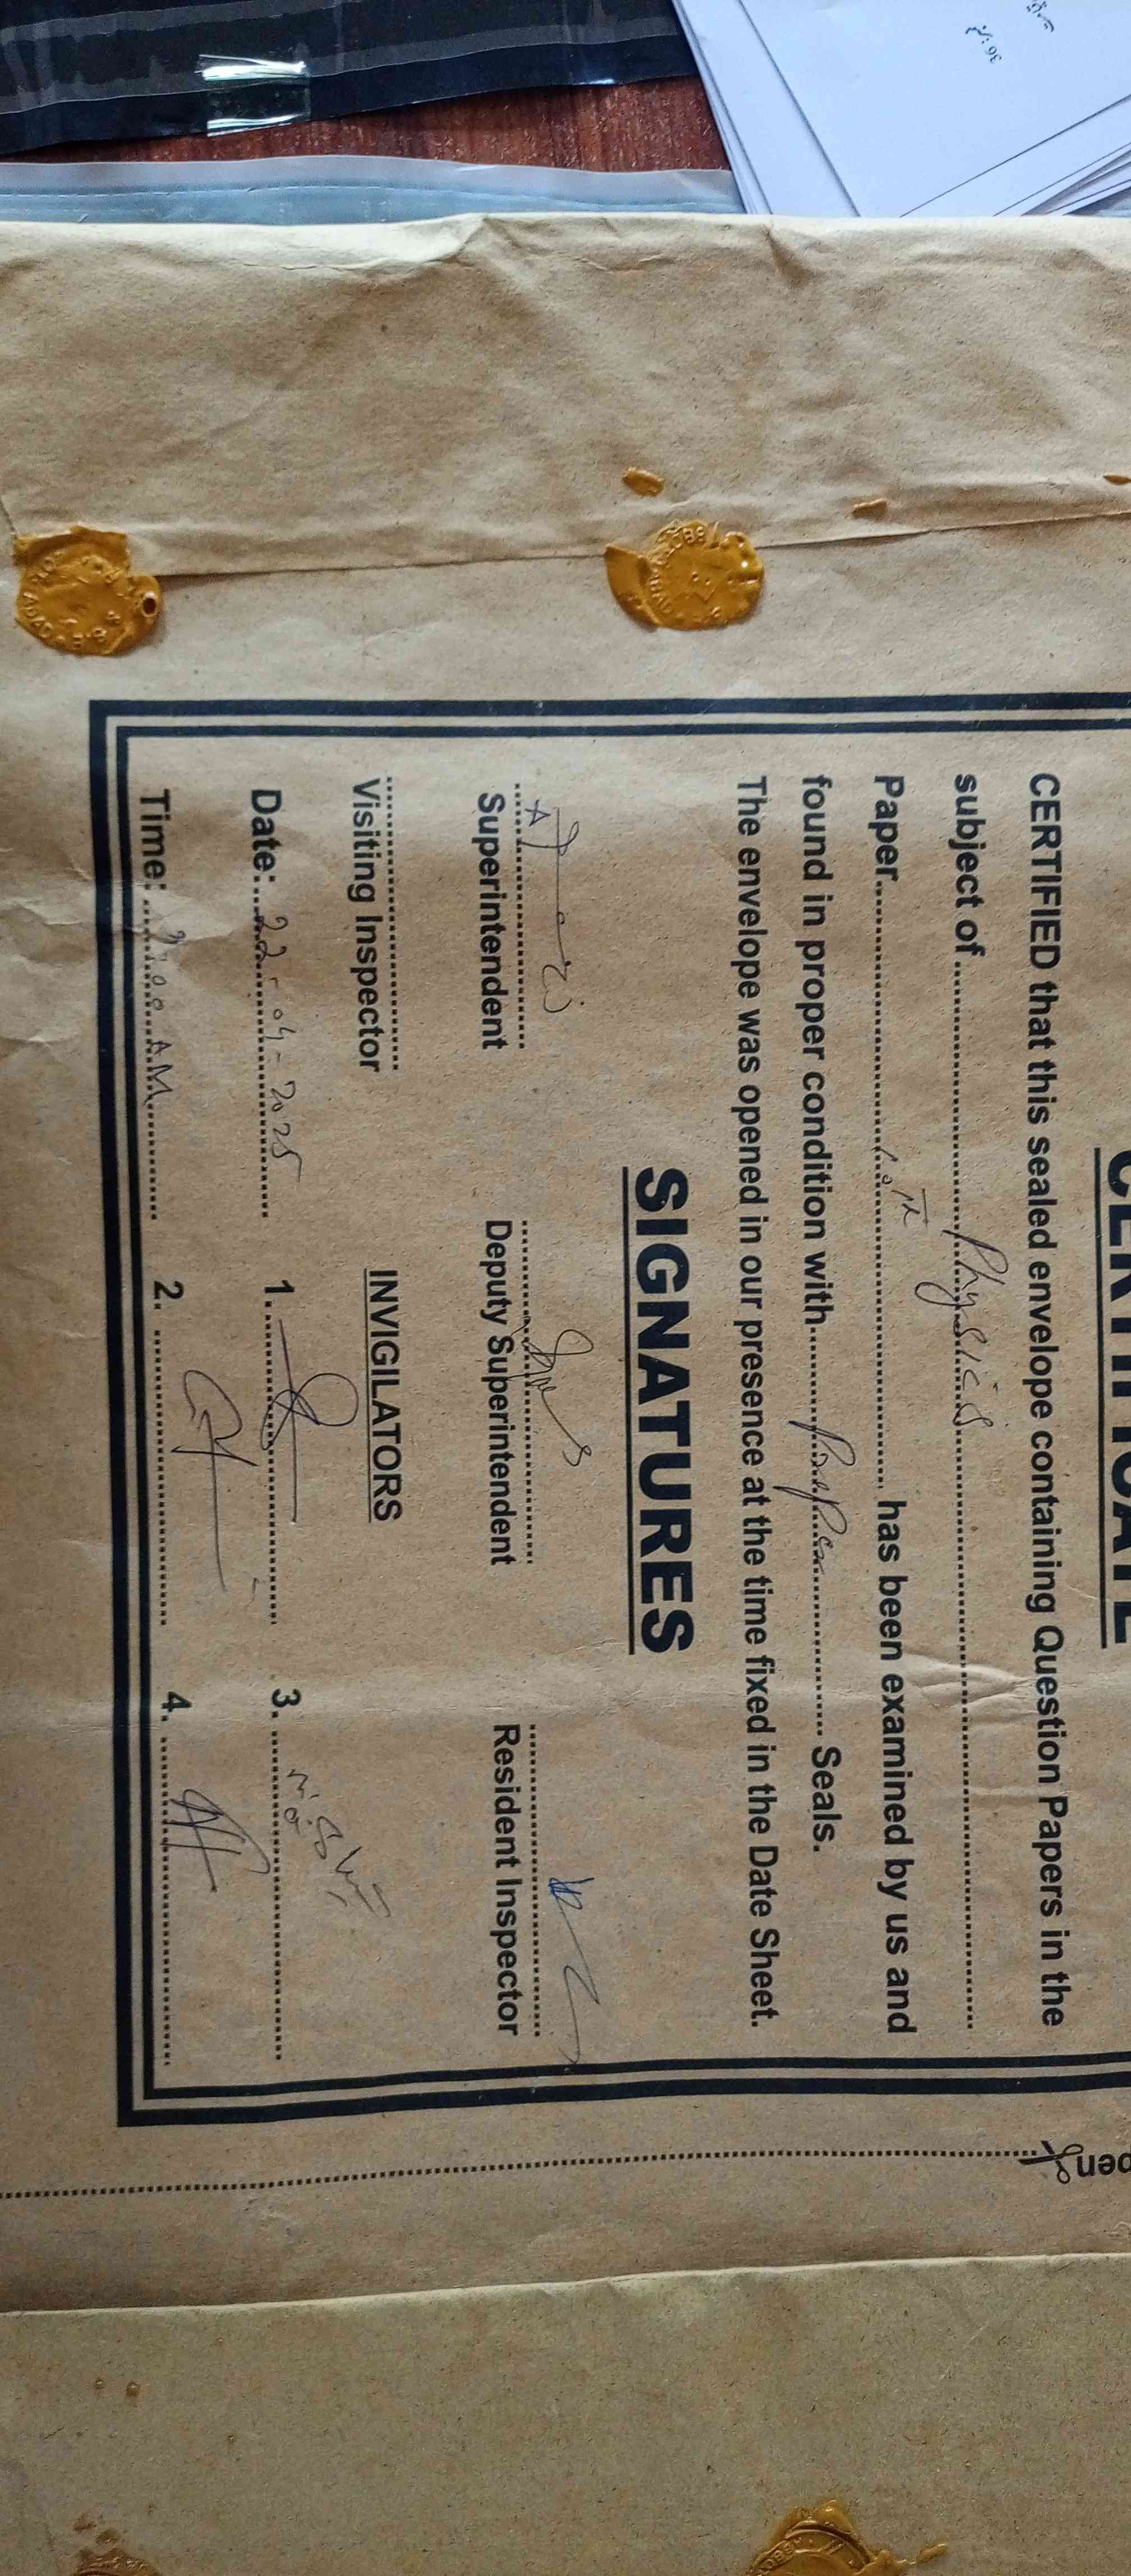 CERTIFICATE
CERTIFIED that this sealed envelope containing Question Papers in the
subject of Physics
Paper 10Th has been examined by us and
found in proper condition with Proper Seals.
The envelope was opened in our presence at the time fixed in the Date Sheet.
SIGNATURES
Superintendent Deputy Superintendent Resident Inspector
Visiting Inspector INVIGILATORS
Date: 22-04-2025 1. 3.
Time: AM 2. 4.